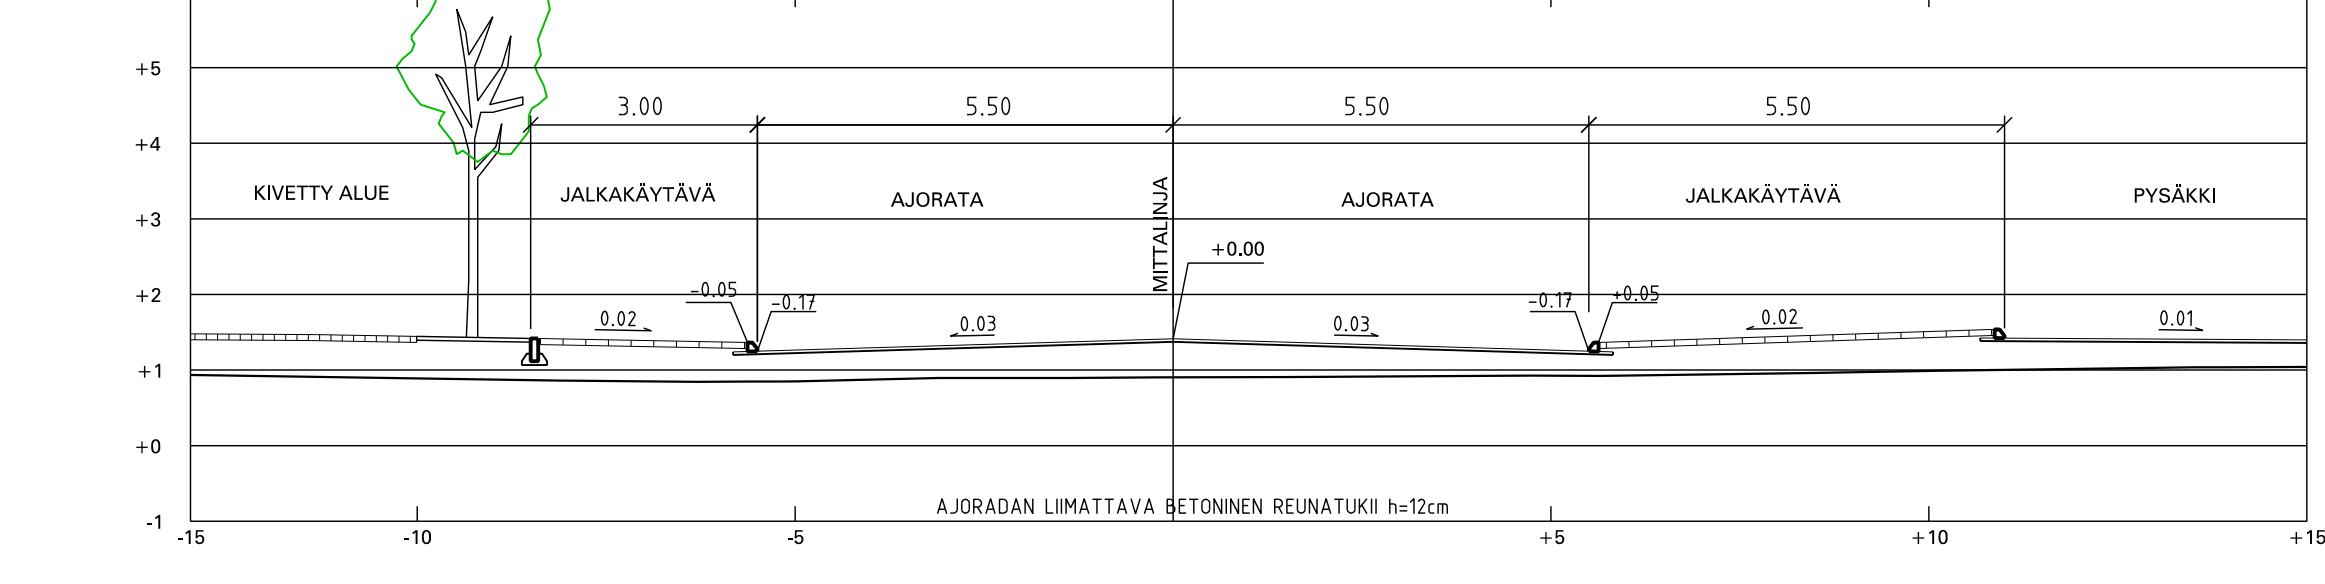 +5
3.00 5.50 5.50 5.50
+4
KIVETTY ALUE JALKAKÄYTÄVÄ AJORATA MITTALINJA AJORATA JALKAKÄYTÄVÄ PYSÄKKI
+3
+0.00
+2
-0.05 -0.17 -0.17 +0.05
0.02 0.03 0.03 0.02 0.01
+1
+0
AJORADAN LIIMATTAVA BETONINEN REUNATUKII h=12cm
-1
-15 -10 -5 +5 +10 +15